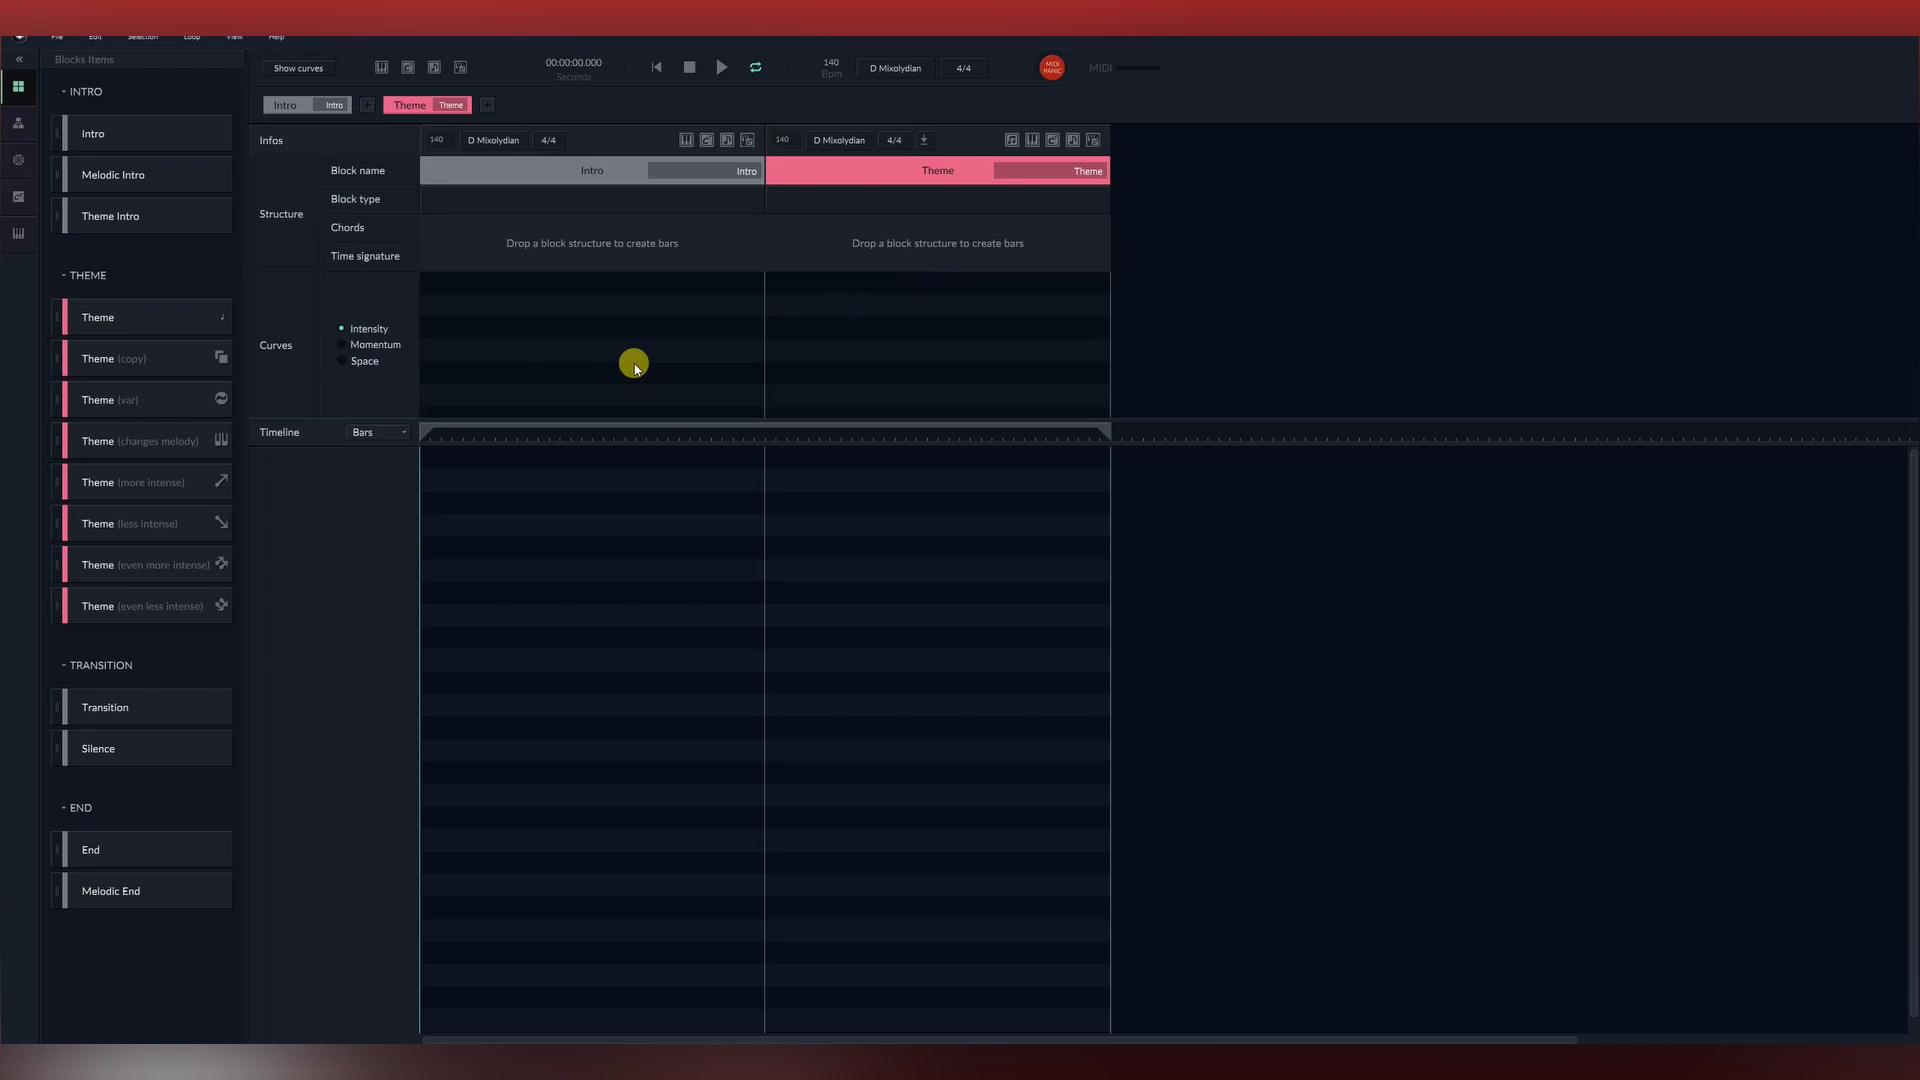 File Edit Selection Loop View Help
Blocks Items
Show curves
00:00:00.000
Seconds
140
Bpm
D Mixolydian
4/4
MIDI
PANIC
MIDI
INTRO
Intro
Melodic Intro
Theme Intro
THEME
Theme
Theme (copy)
Theme (var)
Theme (changes melody)
Theme (more intense)
Theme (less intense)
Theme (even more intense)
Theme (even less intense)
TRANSITION
Transition
Silence
END
End
Melodic End
Intro Intro + Theme Theme +
Infos
140 D Mixolydian 4/4
140 D Mixolydian 4/4
Structure
Block name
Intro Intro
Theme Theme
Block type
Chords
Drop a block structure to create bars
Drop a block structure to create bars
Time signature
Curves
Intensity
Momentum
Space
Timeline
Bars